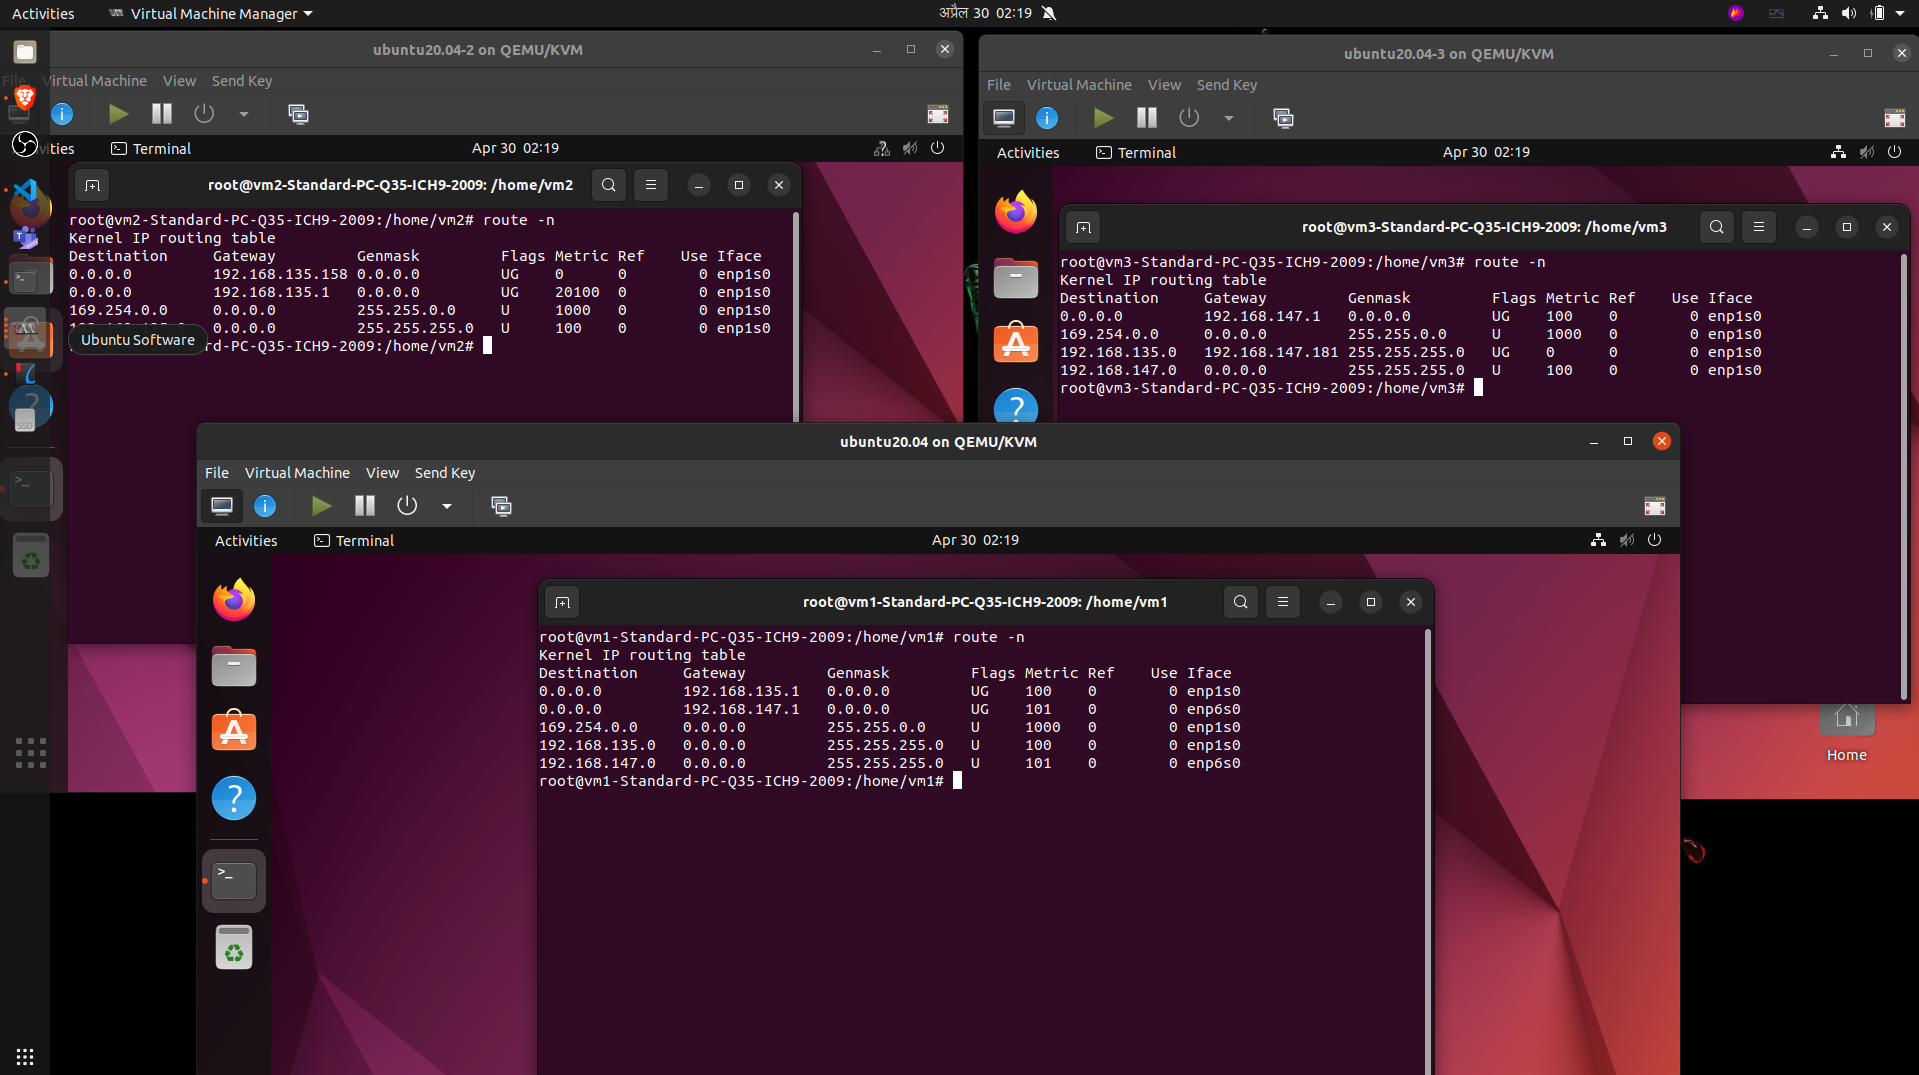 Activities Virtual Machine Manager अप्रैल 30 02:19
ubuntu20.04-2 on QEMU/KVM
File Virtual Machine View Send Key
Terminal Apr 30 02:19
root@vm2-Standard-PC-Q35-ICH9-2009: /home/vm2
root@vm2-Standard-PC-Q35-ICH9-2009:/home/vm2# route -n
Kernel IP routing table
Destination Gateway Genmask Flags Metric Ref Use Iface
0.0.0.0 192.168.135.158 0.0.0.0 UG 0 0 0 enp1s0
0.0.0.0 192.168.135.1 0.0.0.0 UG 20100 0 0 enp1s0
169.254.0.0 0.0.0.0 255.255.0.0 U 1000 0 0 enp1s0
0.0.0.0 255.255.255.0 U 100 0 0 enp1s0
rd-PC-Q35-ICH9-2009:/home/vm2#
Ubuntu Software
ubuntu20.04-3 on QEMU/KVM
File Virtual Machine View Send Key
Activities Terminal Apr 30 02:19
root@vm3-Standard-PC-Q35-ICH9-2009: /home/vm3
root@vm3-Standard-PC-Q35-ICH9-2009:/home/vm3# route -n
Kernel IP routing table
Destination Gateway Genmask Flags Metric Ref Use Iface
0.0.0.0 192.168.147.1 0.0.0.0 UG 100 0 0 enp1s0
169.254.0.0 0.0.0.0 255.255.0.0 U 1000 0 0 enp1s0
192.168.135.0 192.168.147.181 255.255.255.0 UG 0 0 0 enp1s0
192.168.147.0 0.0.0.0 255.255.255.0 U 100 0 0 enp1s0
root@vm3-Standard-PC-Q35-ICH9-2009:/home/vm3#
Home
ubuntu20.04 on QEMU/KVM
File Virtual Machine View Send Key
Activities Terminal Apr 30 02:19
root@vm1-Standard-PC-Q35-ICH9-2009: /home/vm1
root@vm1-Standard-PC-Q35-ICH9-2009:/home/vm1# route -n
Kernel IP routing table
Destination Gateway Genmask Flags Metric Ref Use Iface
0.0.0.0 192.168.135.1 0.0.0.0 UG 100 0 0 enp1s0
0.0.0.0 192.168.147.1 0.0.0.0 UG 101 0 0 enp6s0
169.254.0.0 0.0.0.0 255.255.0.0 U 1000 0 0 enp1s0
192.168.135.0 0.0.0.0 255.255.255.0 U 100 0 0 enp1s0
192.168.147.0 0.0.0.0 255.255.255.0 U 101 0 0 enp6s0
root@vm1-Standard-PC-Q35-ICH9-2009:/home/vm1#